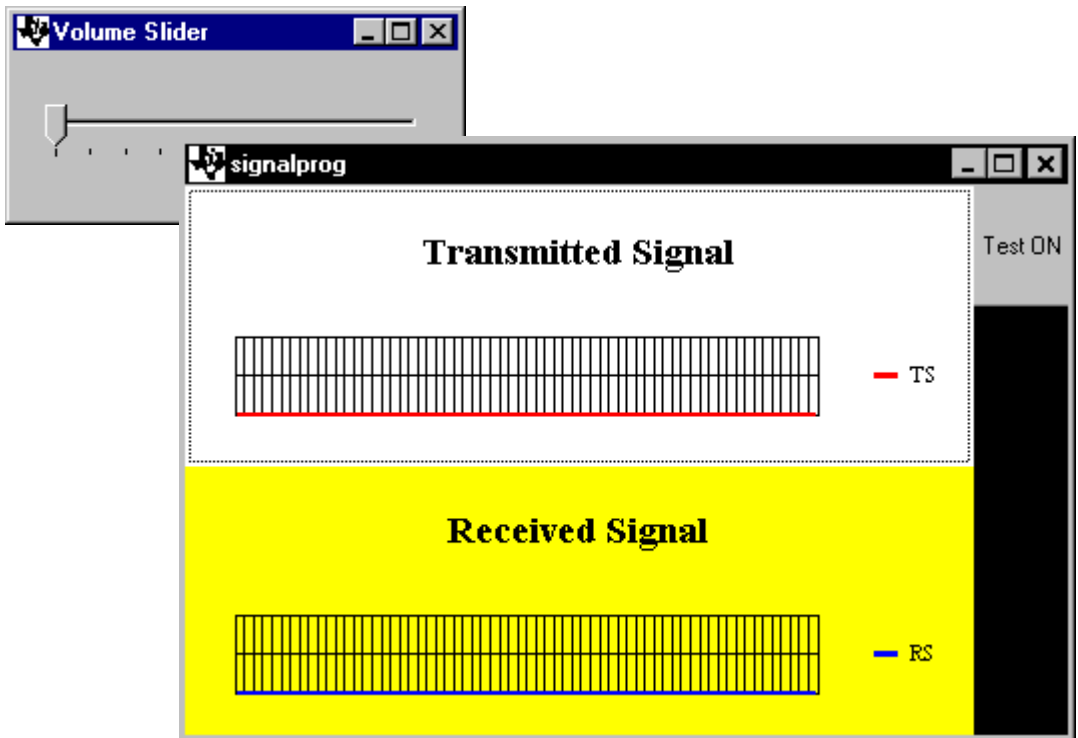 Volume Slider
signalprog
Transmitted Signal
Test ON
TS
Received Signal
RS